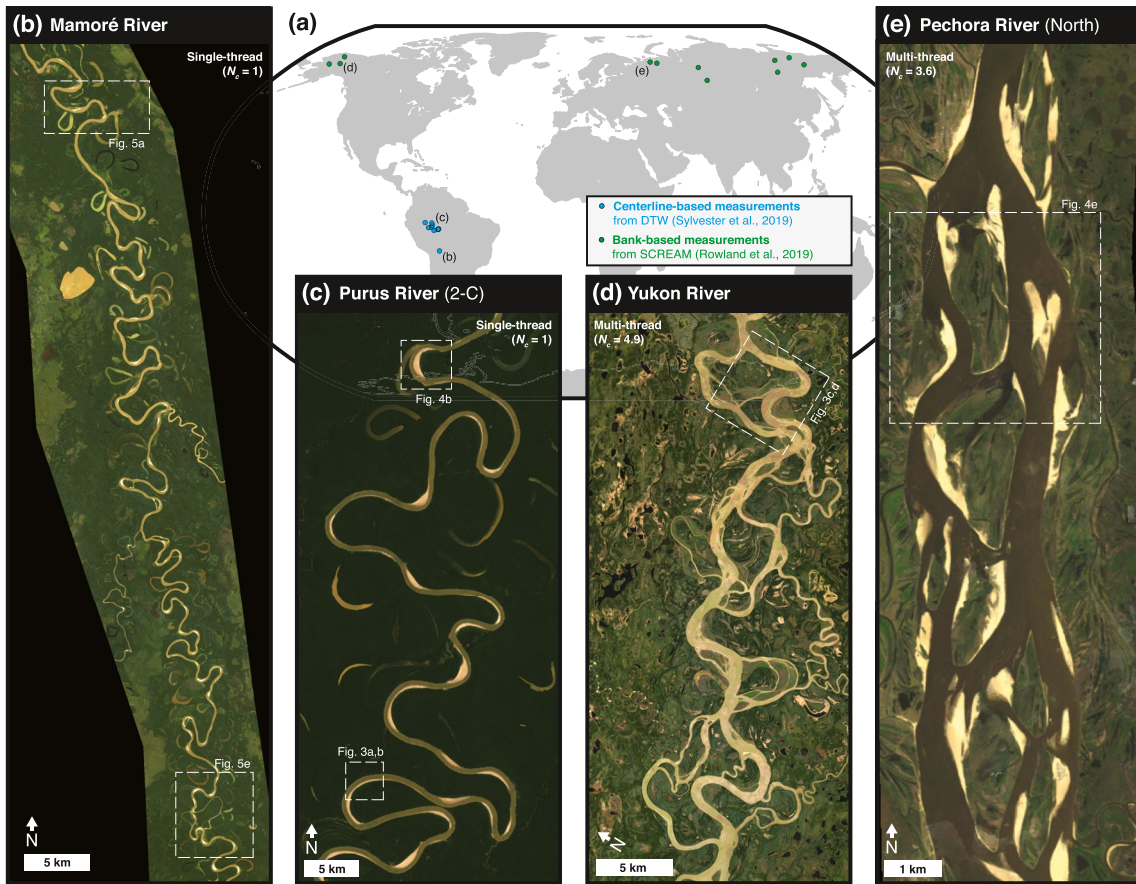 (b) Mamoré River
Single-thread
(Nc = 1)
Fig. 5a
Fig. 5e
N
5 km
(a)
(d)
(e)
(c)
(b)
Centerline-based measurements
from DTW (Sylvester et al., 2019)
Bank-based measurements
from SCREAM (Rowland et al., 2019)
(c) Purus River (2-C)
Single-thread
(Nc = 1)
Fig. 4b
Fig. 3a,b
N
5 km
(d) Yukon River
Multi-thread
(Nc = 4.9)
Fig. 3c,d
N
5 km
(e) Pechora River (North)
Multi-thread
(Nc = 3.6)
Fig. 4e
N
1 km